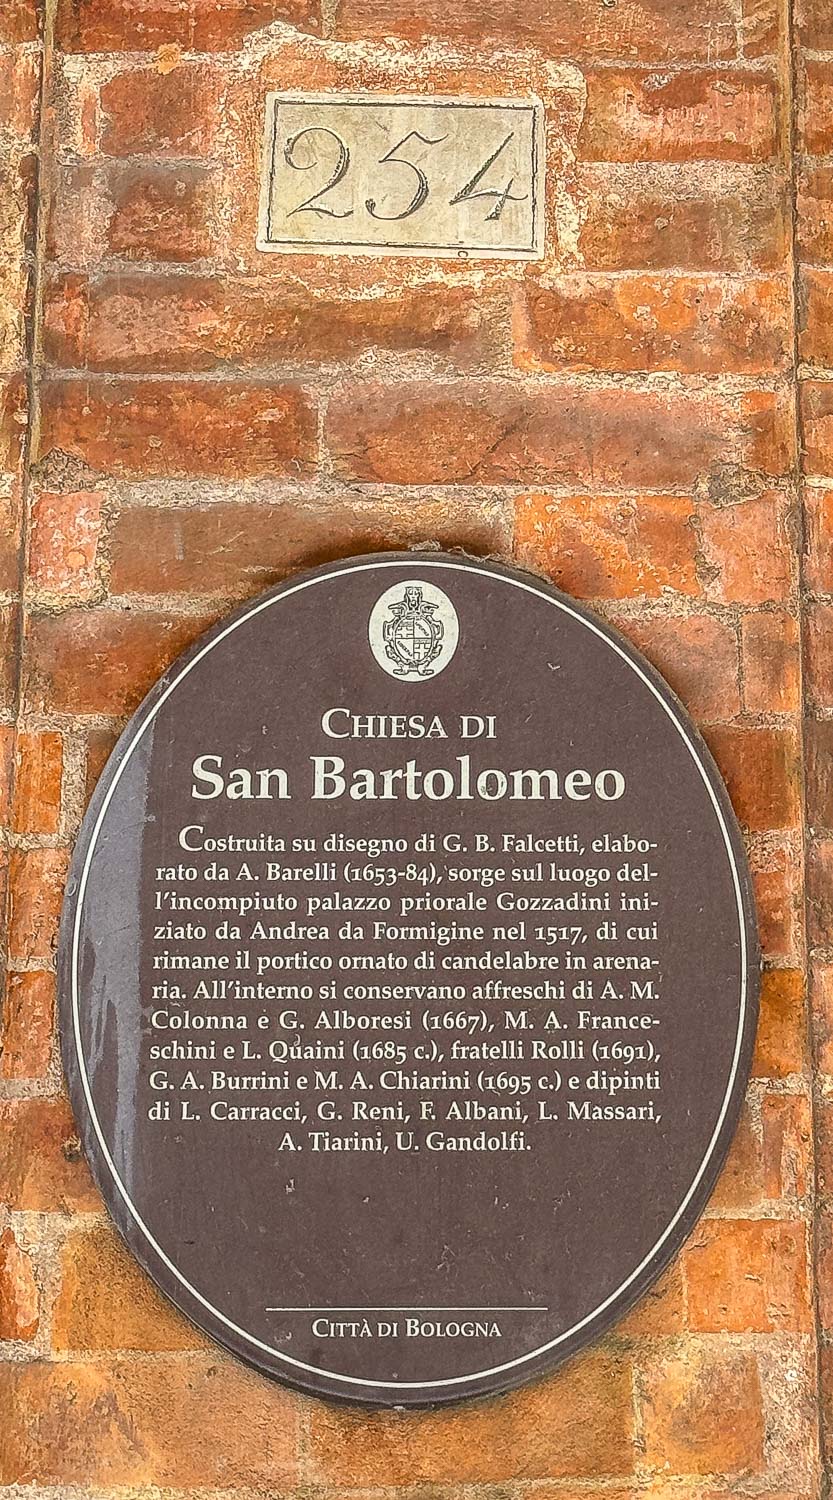 254
CHIESA DI
San Bartolomeo
Costruita su disegno di G. B. Falcetti, elabo-
rato da A. Barelli (1653-84), sorge sul luogo del-
l'incompiuto palazzo priorale Gozzadini ini-
ziato da Andrea da Formigine nel 1517, di cui
rimane il portico ornato di candelabre in arena-
ria. All'interno si conservano affreschi di A. M.
Colonna e G. Alboresi (1667), M. A. France-
schini e L. Quaini (1685 c.), fratelli Rolli (1691),
G. A. Burrini e M. A. Chiarini (1695 c.) e dipinti
di L. Carracci, G. Reni, F. Albani, L. Massari,
A. Tiarini, U. Gandolfi.
CITTÀ DI BOLOGNA